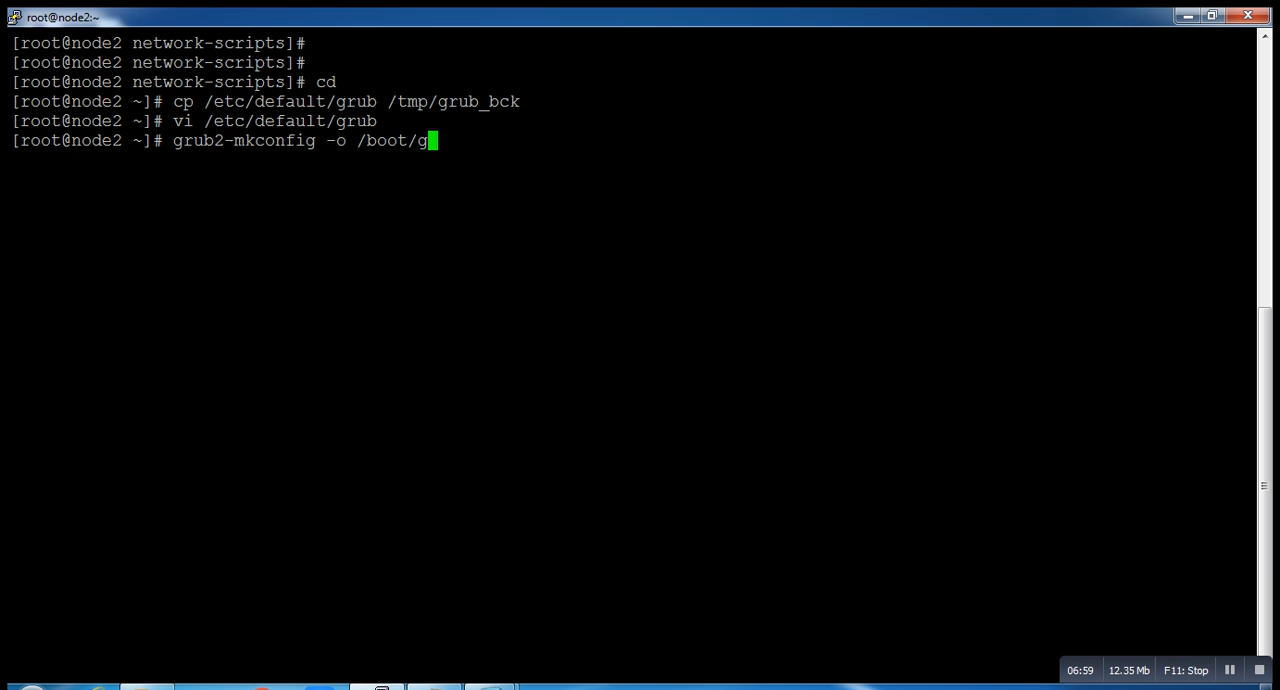 root@node2:~
[root@node2 network-scripts]#
[root@node2 network-scripts]#
[root@node2 network-scripts]# cd
[root@node2 ~]# cp /etc/default/grub /tmp/grub_bck
[root@node2 ~]# vi /etc/default/grub
[root@node2 ~]# grub2-mkconfig -o /boot/g
06:59 12.35 Mb F11: Stop